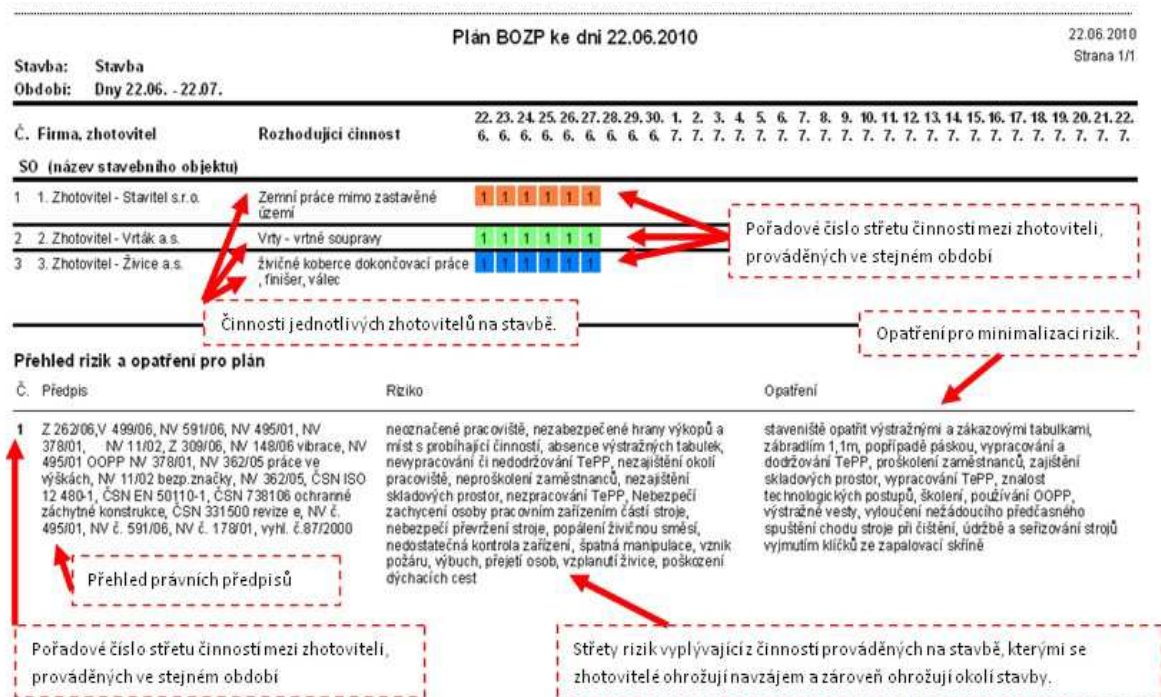 Plán BOZP ke dni 22.06.2010
22.06.2010
Strana 1/1
Stavba: Stavba
Období: Dny 22.06. - 22.07.
22. 23. 24. 25. 26. 27. 28. 29. 30. 1. 2. 3. 4. 5. 6. 7. 8. 9. 10. 11. 12. 13. 14. 15. 16. 17. 18. 19. 20. 21. 22.
Č. Firma, zhotovitel Rozhodující činnost 6. 6. 6. 6. 6. 6. 6. 6. 6. 7. 7. 7. 7. 7. 7. 7. 7. 7. 7. 7. 7. 7. 7. 7. 7. 7. 7. 7. 7. 7. 7.
SO (název stavebního objektu)
1 1. Zhotovitel - Stavitel s.r.o. Zemní práce mimo zastavěné 1 1 1 1 1 1
území
2 2. Zhotovitel - Vrták a.s. Vrty - vrtné soupravy 1 1 1 1 1 1
3 3. Zhotovitel - Živice a.s. živičné koberce dokončovací práce 1 1 1 1 1 1
, finišer, válec
Pořadové číslo střetu činností mezi zhotoviteli,
prováděných ve stejném období
Činnosti jednotlivých zhotovitelů na stavbě.
Opatření pro minimalizaci rizik.
Přehled rizik a opatření pro plán
Č. Předpis Riziko Opatření
1 Z 262/06,V 499/06, NV 591/06, NV 495/01, NV
378/01, NV 11/02, Z 309/06, NV 148/06 vibrace, NV
495/01 OOPP NV 378/01, NV 362/05 práce ve
výškách, NV 11/02 bezp.značky, NV 362/05, ČSN ISO
12 480-1, ČSN EN 50110-1, ČSN 738106 ochranné
záchytné konstrukce, ČSN 331500 revize e, NV č.
495/01, NV č. 591/06, NV č. 178/01, vyhl. č.87/2000
neoznačené pracoviště, nezabezpečené hrany výkopů a
míst s probíhající činností, absence výstražných tabulek,
nevypracování či nedodržování TePP, nezajištění okolí
pracoviště, neproškolení zaměstnanců, nezajištění
skladových prostor, nezpracování TePP, Nebezpečí
zachycení osoby pracovním zařízením částí stroje,
nebezpečí převržení stroje, popálení živičnou směsí,
nedostatečná kontrola zařízení, špatná manipulace, vznik
požáru, výbuch, přejetí osob, vzplanutí živice, poškození
dýchacích cest
staveniště opatřit výstražnými a zákazovými tabulkami,
zábradlím 1,1m, popřípadě páskou, vypracování a
dodržování TePP, proškolení zaměstnanců, zajištění
skladových prostor, vypracování TePP, znalost
technologických postupů, školení, používání OOPP,
výstražné vesty, vyloučení nežádoucího předčasného
spuštění chodu stroje při čištění, údržbě a seřizování strojů
vyjmutím klíčků ze zapalovací skříně
Přehled právních předpisů
Pořadové číslo střetu činností mezi zhotoviteli,
prováděných ve stejném období
Střety rizik vyplývající z činností prováděných na stavbě, kterými se
zhotovitelé ohrožují navzájem a zároveň ohrožují okolí stavby.